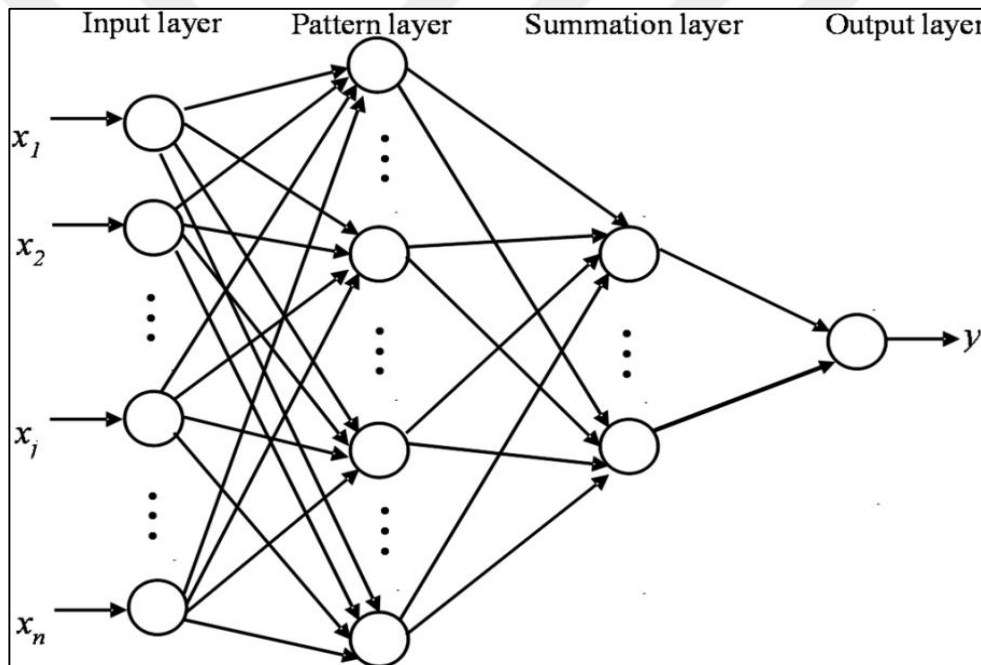 Input layer Pattern layer Summation layer Output layer
x1
x2
y
xj
xn